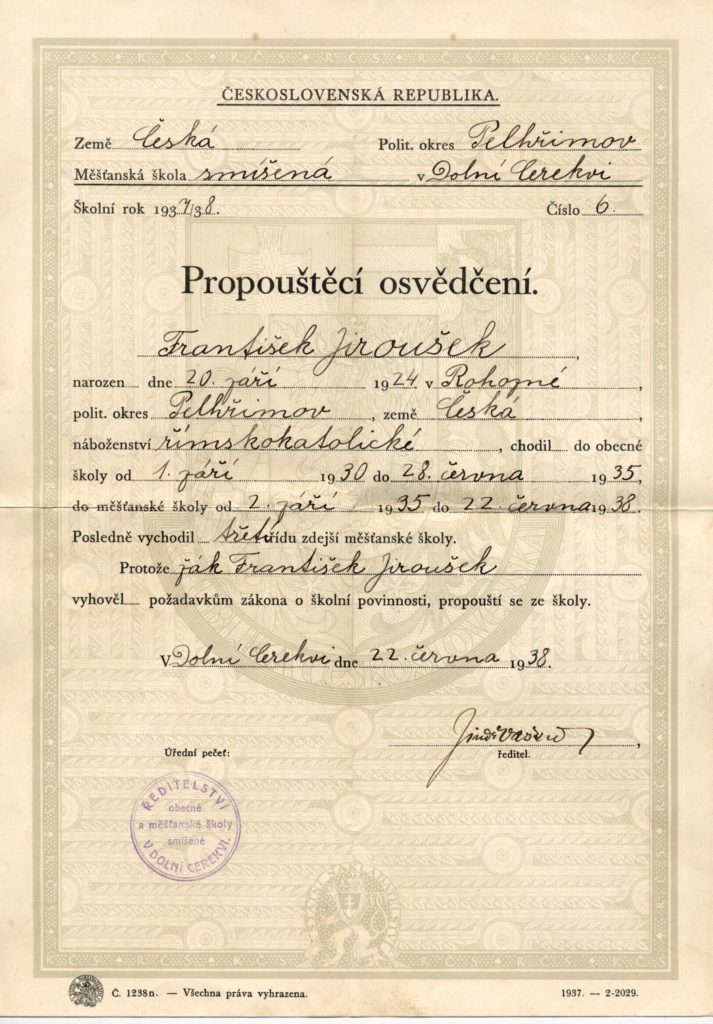 ČESKOSLOVENSKÁ REPUBLIKA.
Země Česká Polit. okres Pelhřimov
Měšťanská škola smíšená v Dolní Cerekvi
Školní rok 1937/38. Číslo 6
Propouštěcí osvědčení.
František Jiroušek,
narozen dne 20. září 1924 v Rohozné,
polit. okres Pelhřimov, země Česká,
náboženství římskokatolické, chodil do obecné
školy od 1. září 1930 do 28. června 1935,
do měšťanské školy od 2. září 1935 do 22. června 1938.
Posledně vychodil třetí třídu zdejší měšťanské školy.
Protože žák František Jiroušek
vyhověl požadavkům zákona o školní povinnosti, propouští se ze školy.
V Dolní Cerekvi dne 22. června 1938.
Úřední pečeť:
ředitel.
ŘEDITELSTVÍ
obecné
a měšťanské školy
smíšené
V DOLNÍ CEREKVI.
Č. 1238n. — Všechna práva vyhrazena.
1937. — 2-2029.